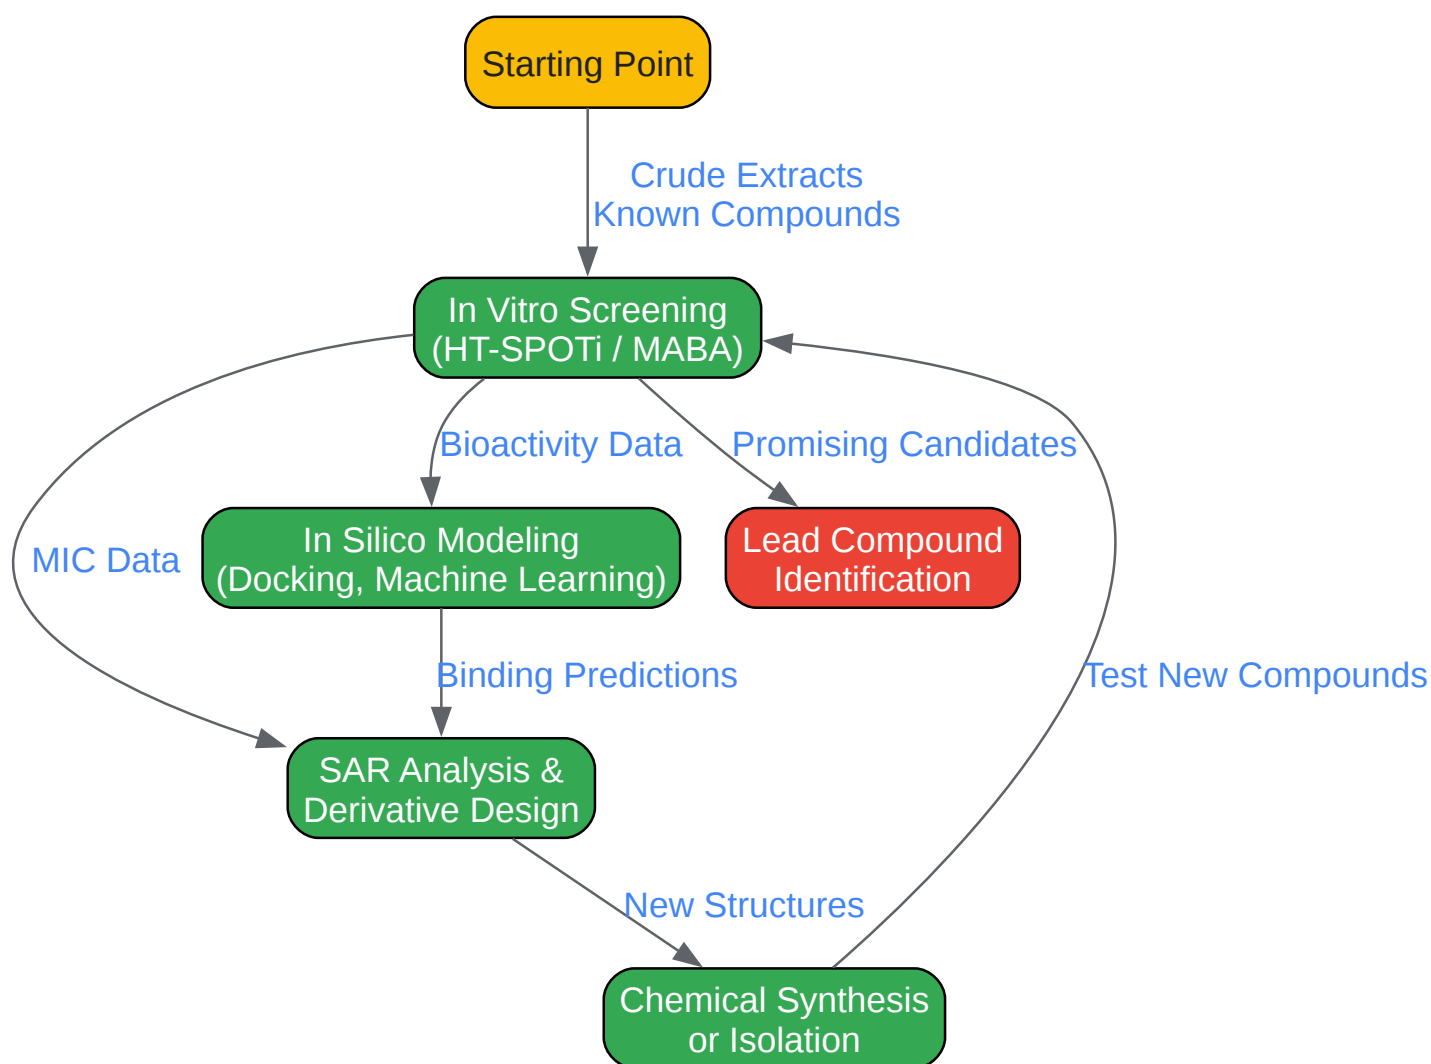 Starting Point
Crude Extracts
Known Compounds
In Vitro Screening
(HT-SPOTi / MABA)
Bioactivity Data
Promising Candidates
In Silico Modeling
(Docking, Machine Learning)
Lead Compound
Identification
MIC Data
Binding Predictions
Test New Compounds
SAR Analysis &
Derivative Design
New Structures
Chemical Synthesis
or Isolation